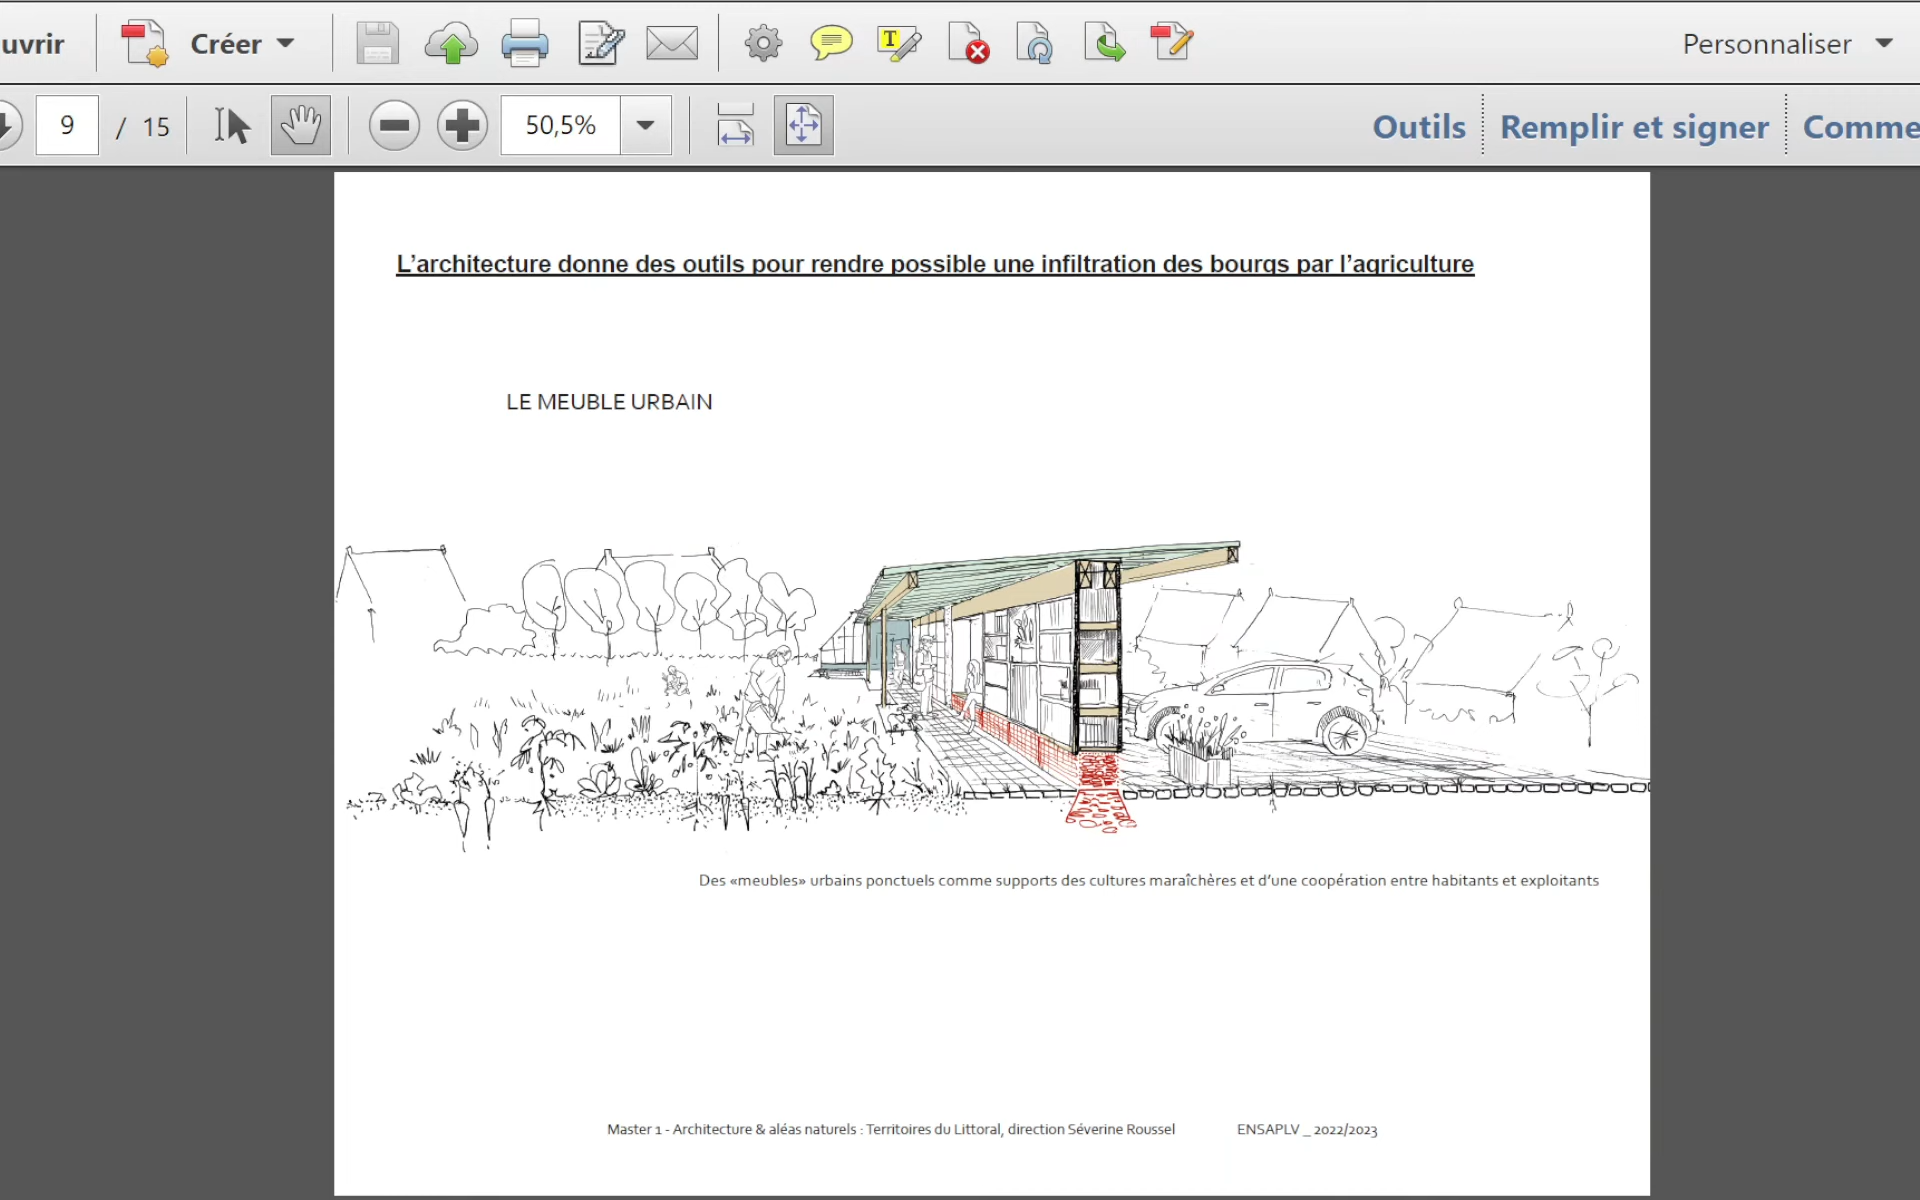 uvrir Créer Personnaliser
9 / 15 50,5% Outils Remplir et signer Comme
L'architecture donne des outils pour rendre possible une infiltration des bourgs par l'agriculture
LE MEUBLE URBAIN
Des «meubles» urbains ponctuels comme supports des cultures maraîchères et d'une coopération entre habitants et exploitants
Master 1 - Architecture & aléas naturels : Territoires du Littoral, direction Séverine Roussel ENSAPLV _ 2022/2023